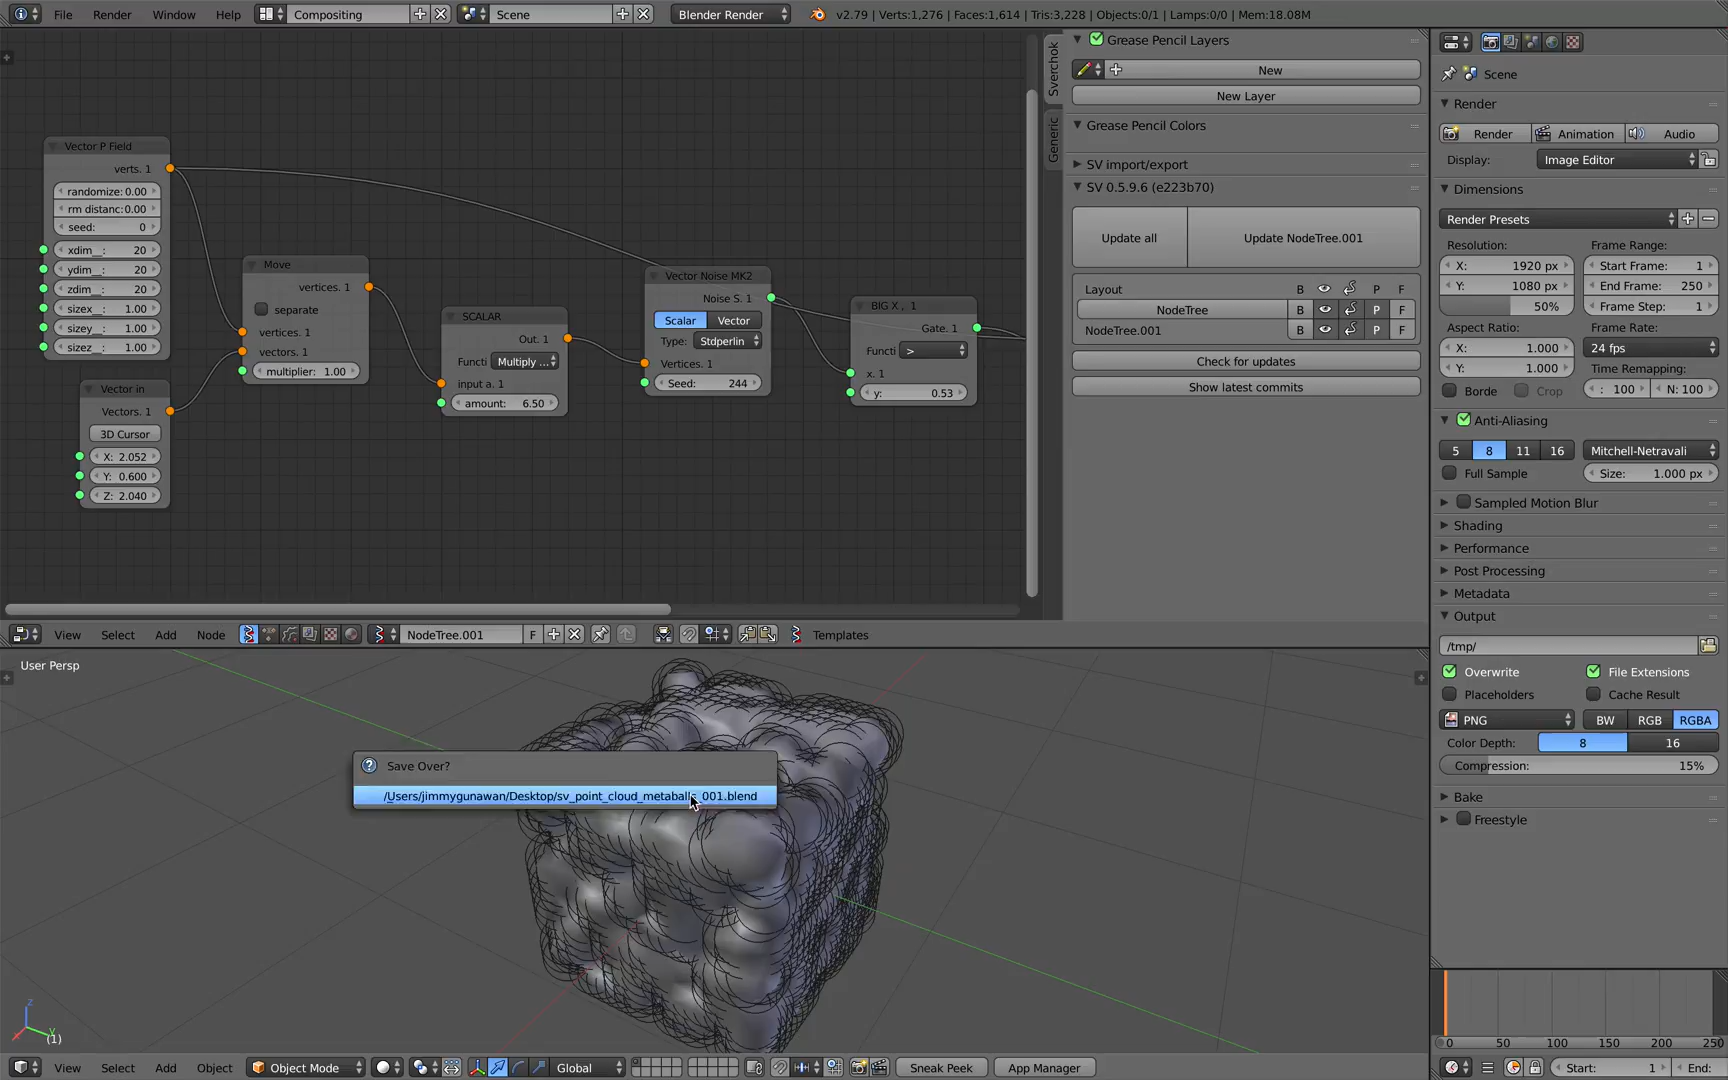 File Render Window Help Compositing Scene Blender Render v2.79 | Verts:1,276 | Faces:1,614 | Tris:3,228 | Objects:0/1 | Lamps:0/0 | Mem:18.08M
Vector P Field
verts. 1
randomize: 0.00
rm distanc: 0.00
seed: 0
xdim__: 20
ydim__: 20
zdim__: 20
sizex__: 1.00
sizey__: 1.00
sizez__: 1.00
Vector in
Vectors. 1
3D Cursor
X: 2.052
Y: 0.600
Z: 2.040
Move
vertices. 1
separate
vertices. 1
vectors. 1
multiplier: 1.00
SCALAR
Out. 1
Functi Multiply ...
input a. 1
amount: 6.50
Vector Noise MK2
Noise S. 1
Scalar Vector
Type: Stdperlin
Vertices. 1
Seed: 244
BIG X , 1
Gate. 1
Functi >
x. 1
y: 0.53
Sverchok
Generic
Grease Pencil Layers
New
New Layer
Grease Pencil Colors
SV import/export
SV 0.5.9.6 (e223b70)
Update all Update NodeTree.001
Layout B P F
NodeTree B P F
NodeTree.001 B P F
Check for updates
Show latest commits
View Select Add Node NodeTree.001 F Templates
User Persp
Save Over?
/Users/jimmygunawan/Desktop/sv_point_cloud_metaballs_001.blend
z
y
(1)
View Select Add Object Object Mode Global Sneak Peek App Manager
Scene
Render
Render Animation Audio
Display: Image Editor
Dimensions
Render Presets
Resolution: Frame Range:
X: 1920 px Start Frame: 1
Y: 1080 px End Frame: 250
50% Frame Step: 1
Aspect Ratio: Frame Rate:
X: 1.000 24 fps
Y: 1.000 Time Remapping:
Borde Crop : 100 N: 100
Anti-Aliasing
5 8 11 16 Mitchell-Netravali
Full Sample Size: 1.000 px
Sampled Motion Blur
Shading
Performance
Post Processing
Metadata
Output
/tmp/
Overwrite File Extensions
Placeholders Cache Result
PNG BW RGB RGBA
Color Depth: 8 16
Compression: 15%
Bake
Freestyle
0 50 100 150 200 250
Start: 1 End: